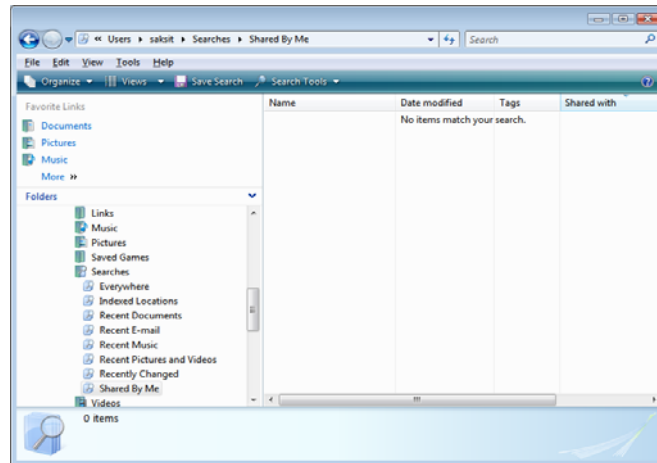 « Users ▸ saksit ▸ Searches ▸ Shared By Me
Search
File Edit View Tools Help
Organize Views Save Search Search Tools
Favorite Links
Documents
Pictures
Music
More »
Folders
Links
Music
Pictures
Saved Games
Searches
Everywhere
Indexed Locations
Recent Documents
Recent E-mail
Recent Music
Recent Pictures and Videos
Recently Changed
Shared By Me
Videos
Name Date modified Tags Shared with
No items match your search.
0 items